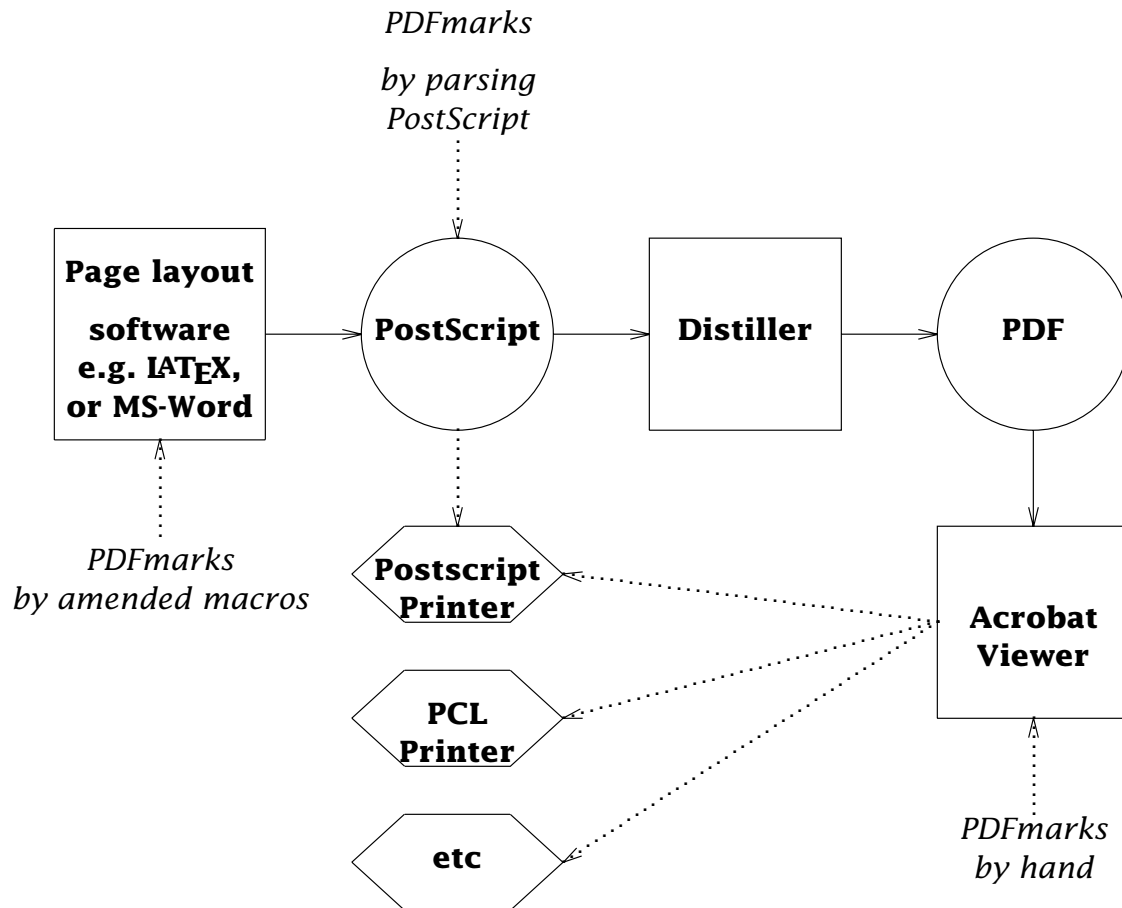 PDFmarks
by parsing
PostScript
Page layout
software
e.g. LATEX,
or MS-Word
PostScript
Distiller
PDF
PDFmarks
by amended macros
Postscript
Printer
Acrobat
Viewer
PCL
Printer
etc
PDFmarks
by hand